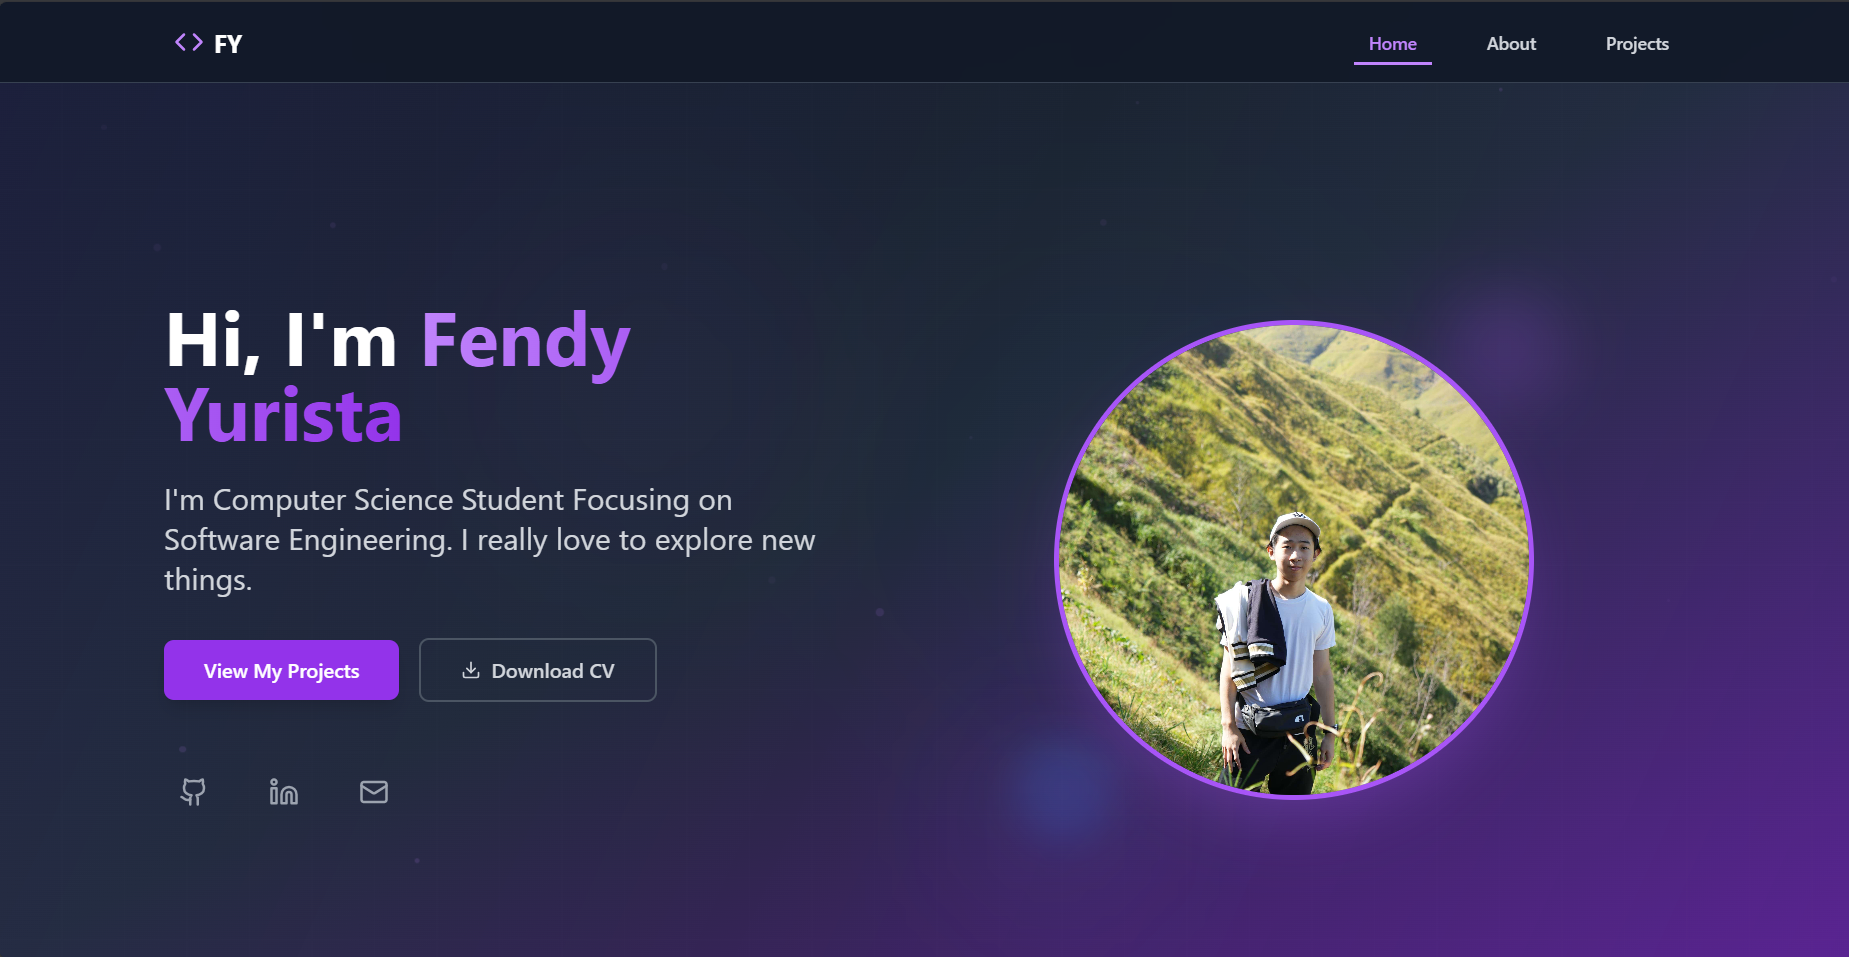 FY
Home
About
Projects
Hi, I'm Fendy
Yurista
I'm Computer Science Student Focusing on
Software Engineering. I really love to explore new
things.
View My Projects
Download CV